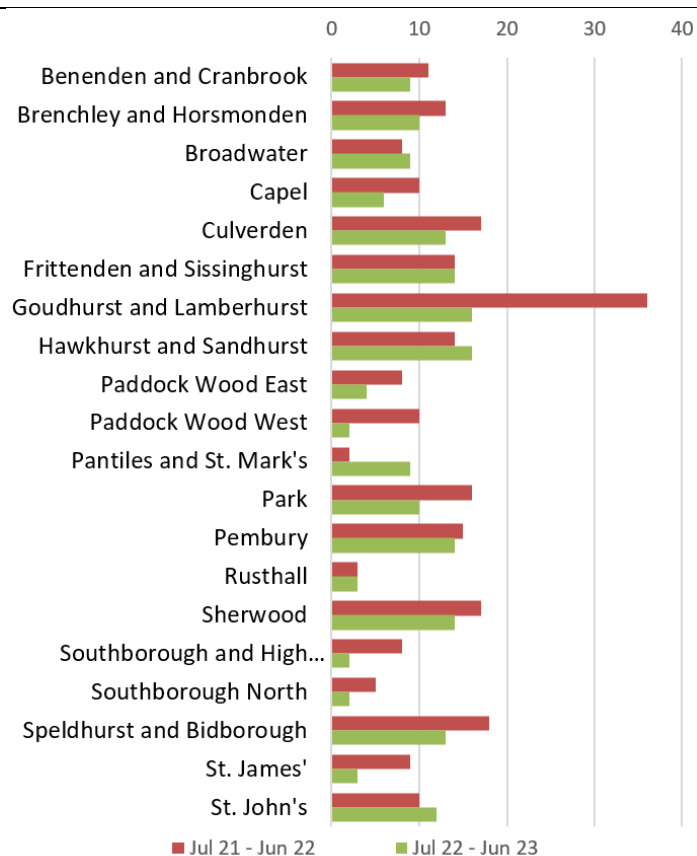 0 10 20 30 40
Benenden and Cranbrook
Brenchley and Horsmonden
Broadwater
Capel
Culverden
Frittenden and Sissinghurst
Goudhurst and Lamberhurst
Hawkhurst and Sandhurst
Paddock Wood East
Paddock Wood West
Pantiles and St. Mark's
Park
Pembury
Rusthall
Sherwood
Southborough and High...
Southborough North
Speldhurst and Bidborough
St. James'
St. John's
Jul 21 - Jun 22 Jul 22 - Jun 23